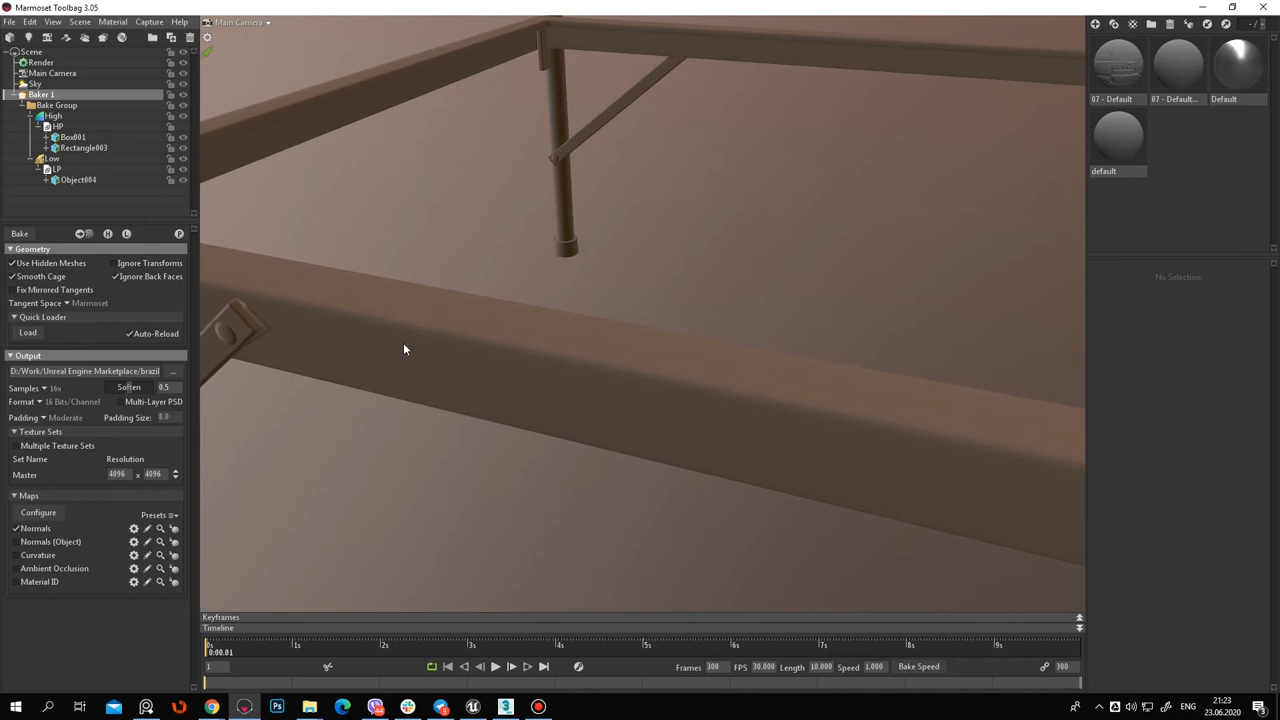 Marmoset Toolbag 3.05
File Edit View Scene Material Capture Help
Main Camera
Scene
Render
Main Camera
Sky
Baker 1
Bake Group
High
HP
Box001
Rectangle003
Low
LP
Object004
Bake H L P
Geometry
Use Hidden Meshes Ignore Transforms
Smooth Cage Ignore Back Faces
Fix Mirrored Tangents
Tangent Space Marmoset
Quick Loader
Load Auto-Reload
Output
D:/Work/Unreal Engine Marketplace/brazil ...
Samples 16x Soften 0.5
Format 16 Bits/Channel Multi-Layer PSD
Padding Moderate Padding Size: 8.0
Texture Sets
Multiple Texture Sets
Set Name Resolution
Master 4096 x 4096
Maps
Configure Presets
Normals
Normals (Object)
Curvature
Ambient Occlusion
Material ID
07 - Default 07 - Default... Default
default
No Selection
Keyframes
Timeline
0s 1s 2s 3s 4s 5s 6s 7s 8s 9s
0:00.01
1 Frames 300 FPS 30.000 Length 10.000 Speed 1.000 Bake Speed 300
Ps 3
ENG 21:23
23.06.2020